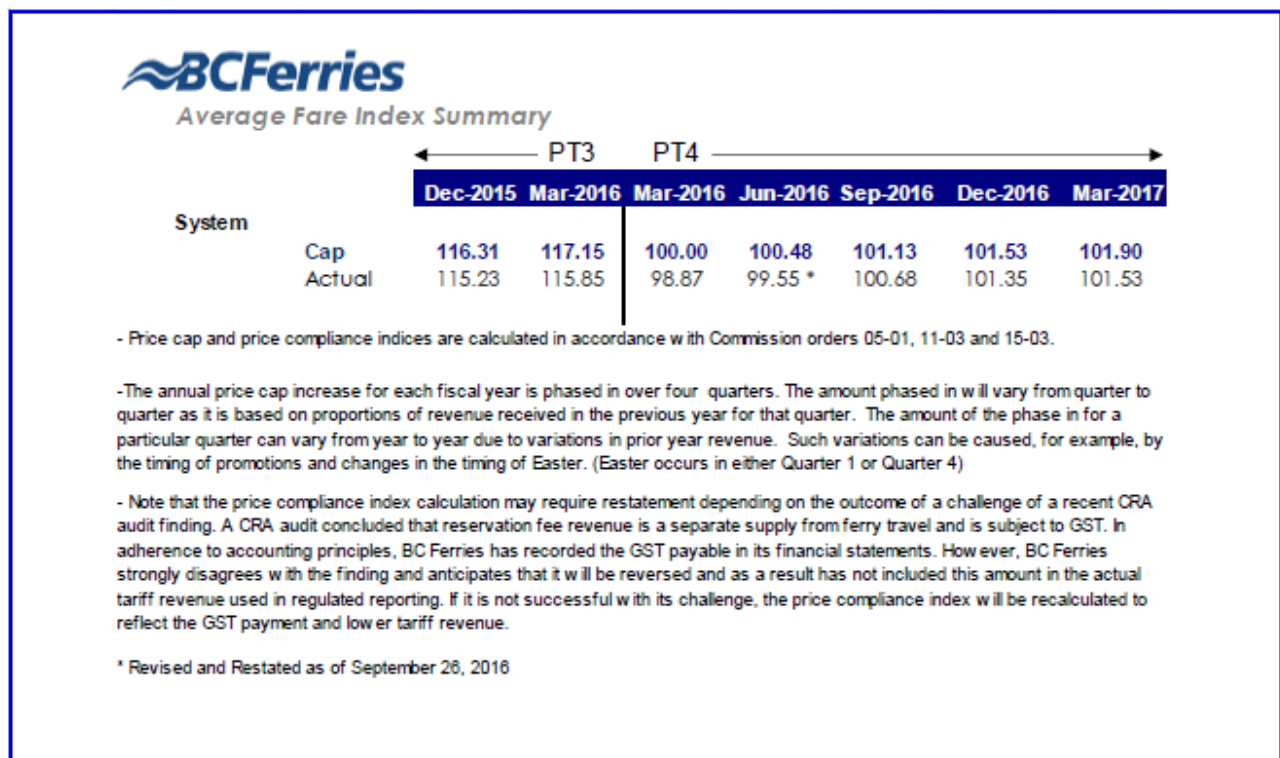 BCFerries
Average Fare Index Summary
PT3 PT4
Dec-2015 Mar-2016 Mar-2016 Jun-2016 Sep-2016 Dec-2016 Mar-2017
System
Cap 116.31 117.15 100.00 100.48 101.13 101.53 101.90
Actual 115.23 115.85 98.87 99.55 * 100.68 101.35 101.53
- Price cap and price compliance indices are calculated in accordance with Commission orders 05-01, 11-03 and 15-03.
-The annual price cap increase for each fiscal year is phased in over four quarters. The amount phased in will vary from quarter to
quarter as it is based on proportions of revenue received in the previous year for that quarter. The amount of the phase in for a
particular quarter can vary from year to year due to variations in prior year revenue. Such variations can be caused, for example, by
the timing of promotions and changes in the timing of Easter. (Easter occurs in either Quarter 1 or Quarter 4)
- Note that the price compliance index calculation may require restatement depending on the outcome of a challenge of a recent CRA
audit finding. A CRA audit concluded that reservation fee revenue is a separate supply from ferry travel and is subject to GST. In
adherence to accounting principles, BC Ferries has recorded the GST payable in its financial statements. However, BC Ferries
strongly disagrees with the finding and anticipates that it will be reversed and as a result has not included this amount in the actual
tariff revenue used in regulated reporting. If it is not successful with its challenge, the price compliance index will be recalculated to
reflect the GST payment and lower tariff revenue.
* Revised and Restated as of September 26, 2016